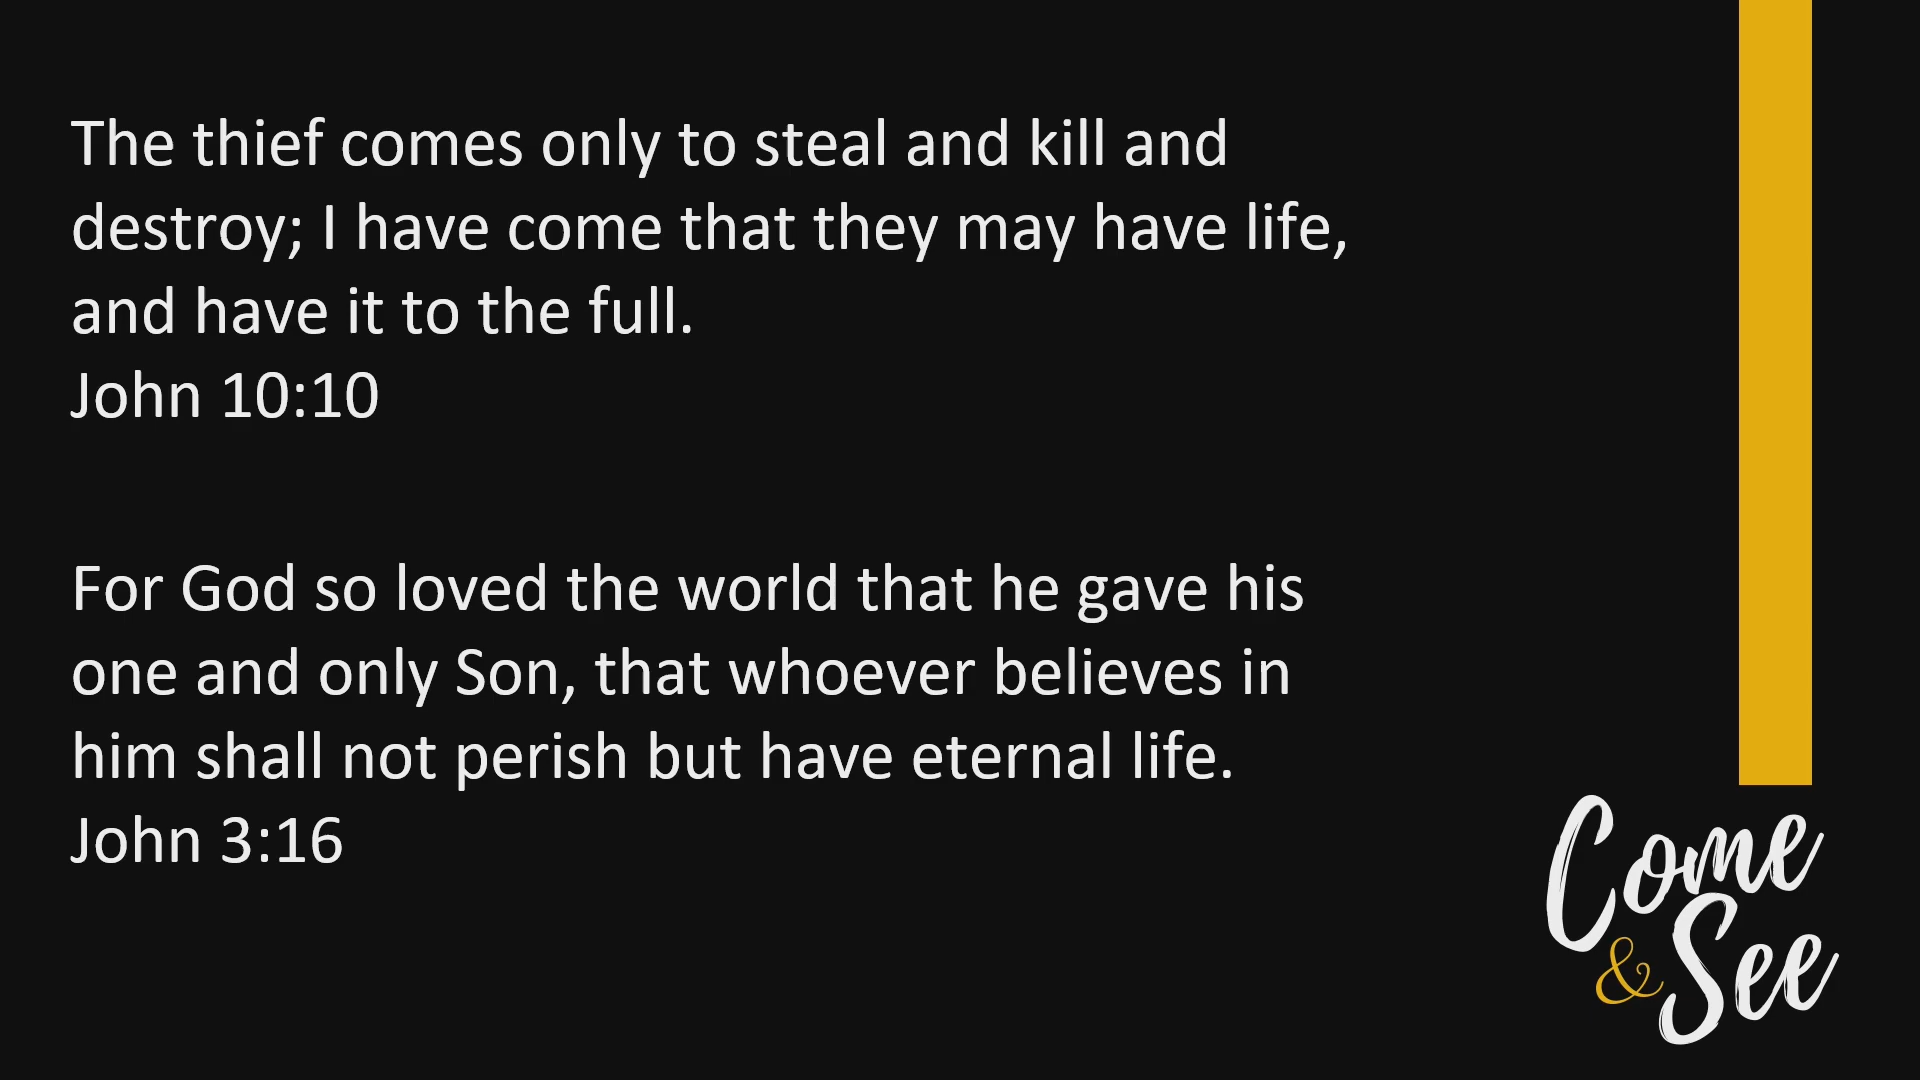 The thief comes only to steal and kill and
destroy; I have come that they may have life,
and have it to the full.
John 10:10
For God so loved the world that he gave his
one and only Son, that whoever believes in
him shall not perish but have eternal life.
John 3:16
Come
& See